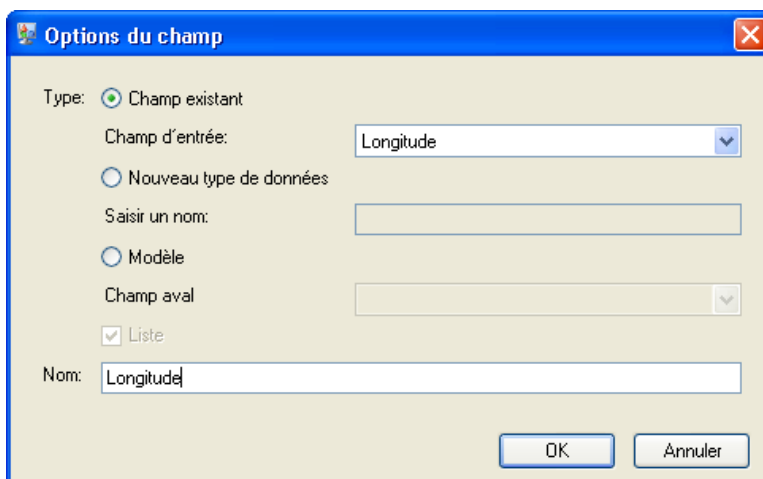 Options du champ
Type: Champ existant
Champ d'entrée: Longitude
Nouveau type de données
Saisir un nom:
Modèle
Champ aval
Liste
Nom: Longitude
OK Annuler